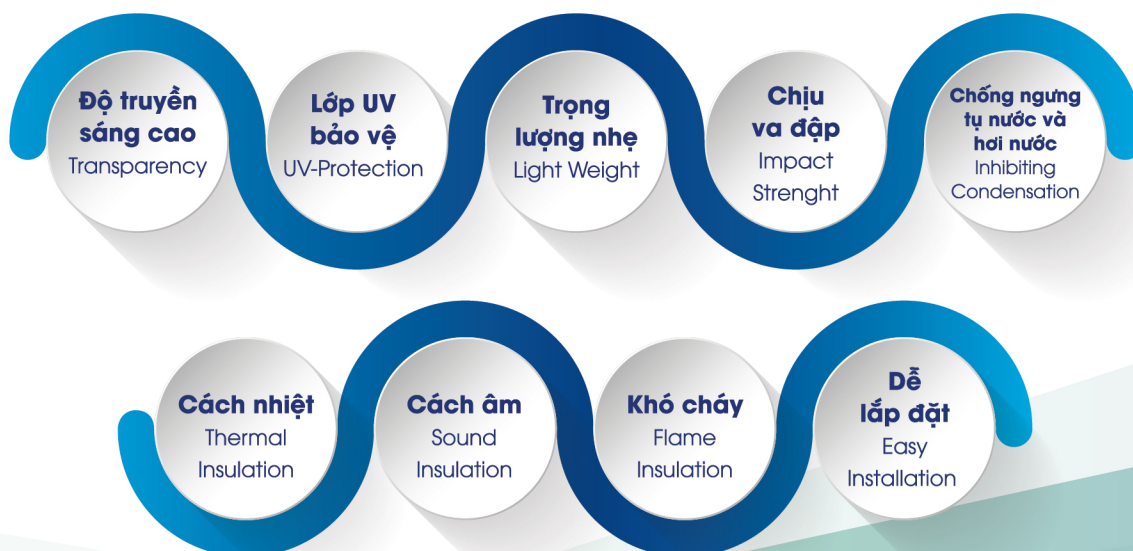 Độ truyền
sáng cao
Transparency
Lớp UV
bảo vệ
UV-Protection
Trọng
lượng nhẹ
Light Weight
Chịu
va đập
Impact
Strenght
Chống ngưng
tụ nước và
hơi nước
Inhibiting
Condensation
Cách nhiệt
Thermal
Insulation
Cách âm
Sound
Insulation
Khó cháy
Flame
Insulation
Dễ
lắp đặt
Easy
Installation